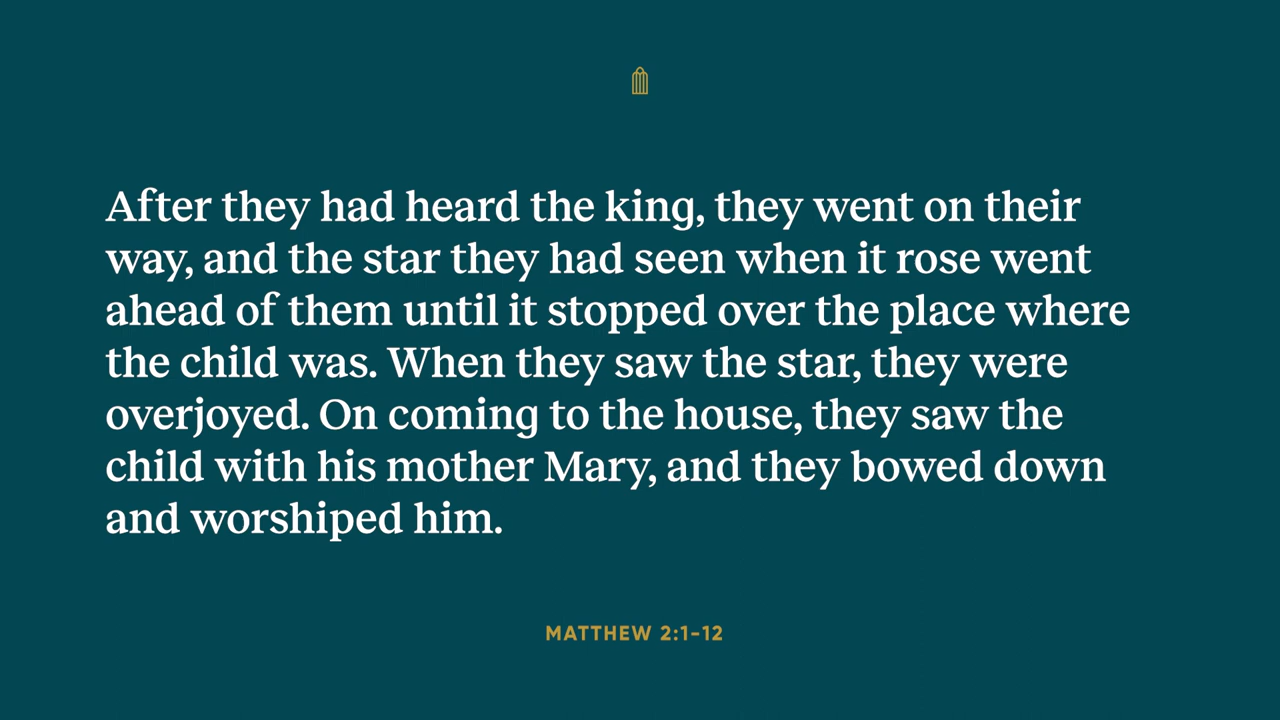 After they had heard the king, they went on their
way, and the star they had seen when it rose went
ahead of them until it stopped over the place where
the child was. When they saw the star, they were
overjoyed. On coming to the house, they saw the
child with his mother Mary, and they bowed down
and worshiped him.
MATTHEW 2:1-12